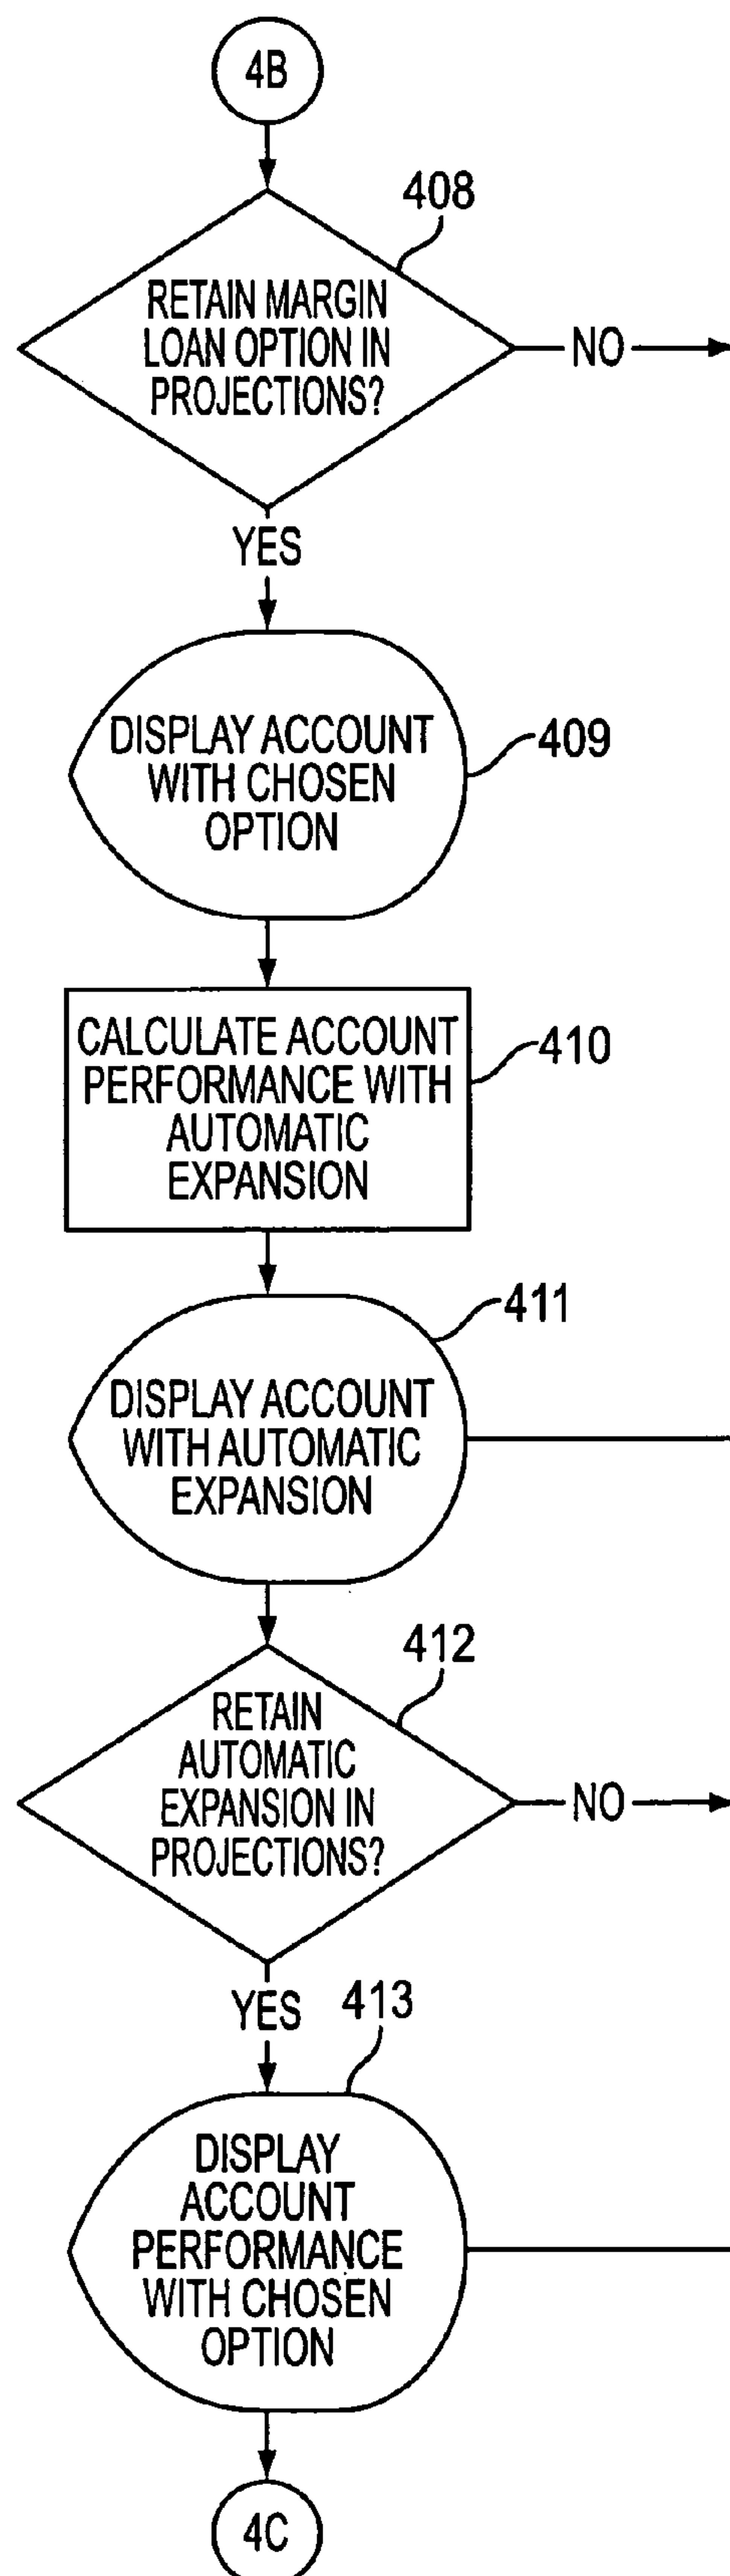 4B
408
RETAIN MARGIN
LOAN OPTION IN
PROJECTIONS?
NO
YES
DISPLAY ACCOUNT
WITH CHOSEN
OPTION
409
CALCULATE ACCOUNT
PERFORMANCE WITH
AUTOMATIC
EXPANSION
410
411
DISPLAY ACCOUNT
WITH AUTOMATIC
EXPANSION
412
RETAIN
AUTOMATIC
EXPANSION IN
PROJECTIONS?
NO
YES
413
DISPLAY
ACCOUNT
PERFORMANCE
WITH CHOSEN
OPTION
4C